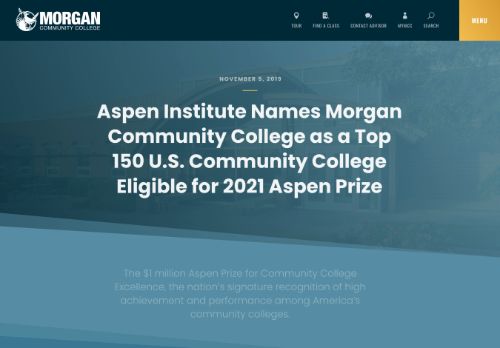 MORGAN
COMMUNITY COLLEGE
TOUR
FIND A CLASS
CONTACT ADVISOR
MYMCC
SEARCH
MENU
NOVEMBER 5, 2019
Aspen Institute Names Morgan
Community College as a Top
150 U.S. Community College
Eligible for 2021 Aspen Prize
The $1 million Aspen Prize for Community College
Excellence, the nation's signature recognition of high
achievement and performance among America's
community colleges.